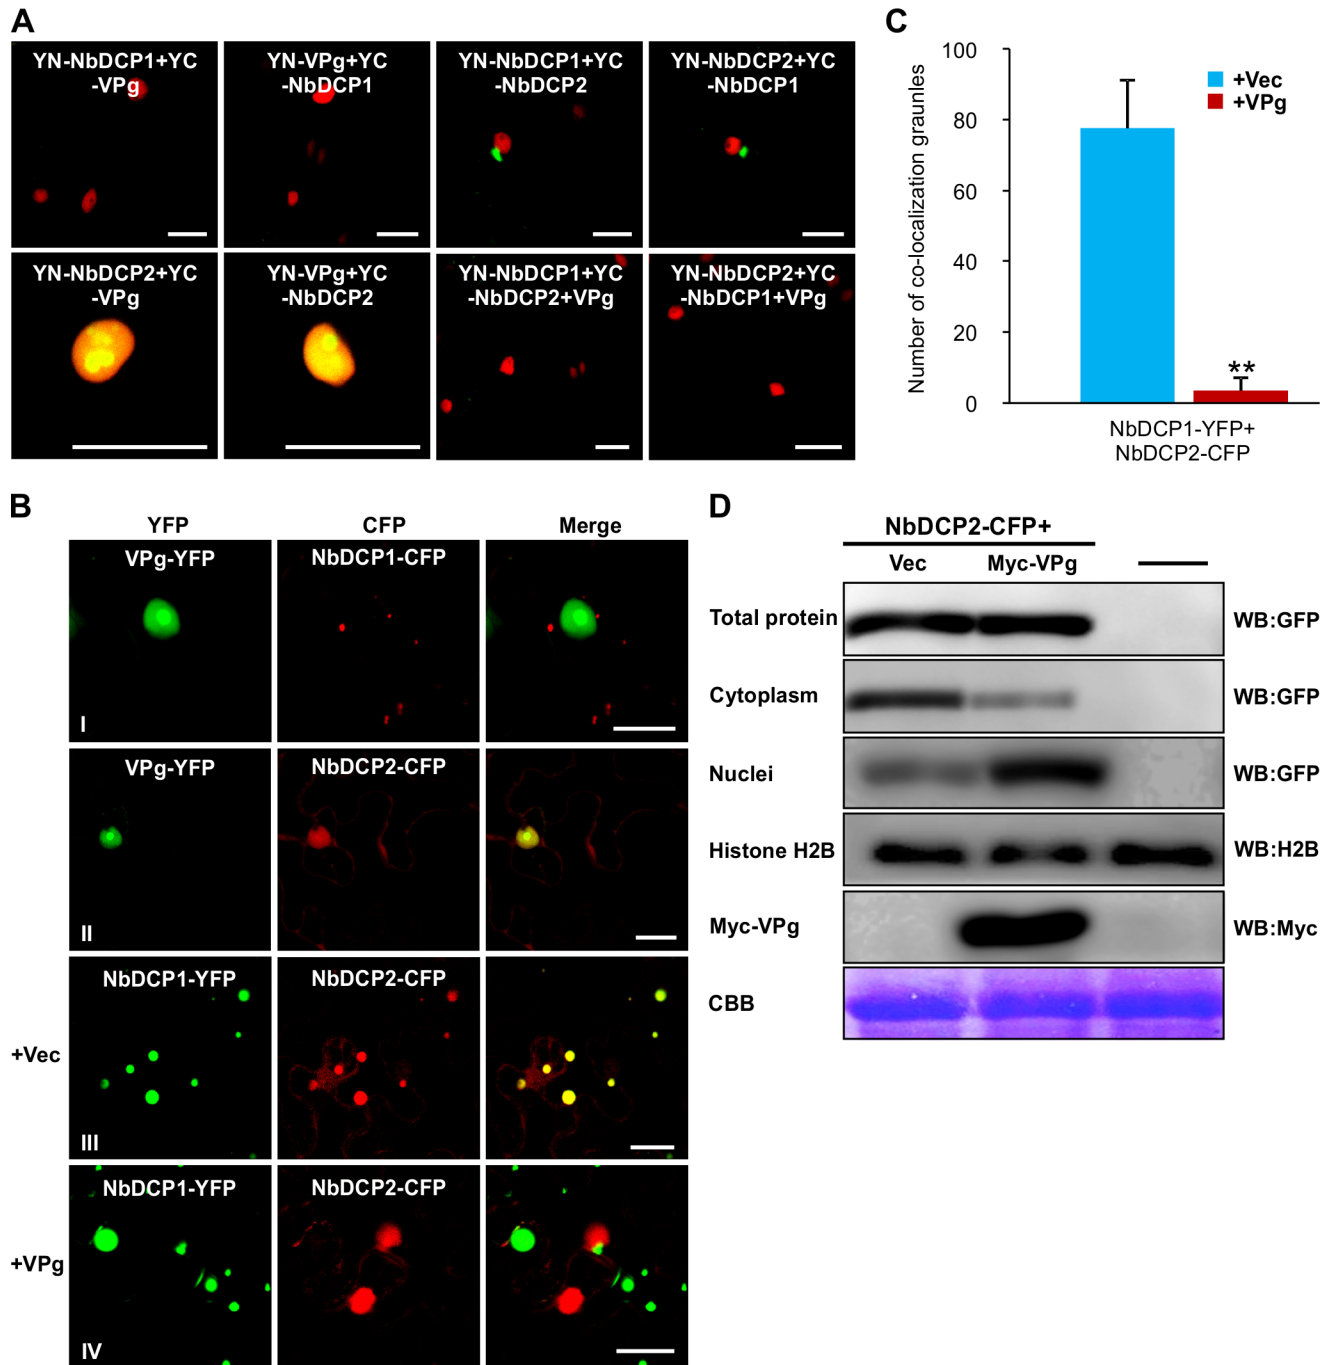 A
YN-NbDCP1+YC
-VPg
YN-VPg+YC
-NbDCP1
YN-NbDCP1+YC
-NbDCP2
YN-NbDCP2+YC
-NbDCP1
YN-NbDCP2+YC
-VPg
YN-VPg+YC
-NbDCP2
YN-NbDCP1+YC
-NbDCP2+VPg
YN-NbDCP2+YC
-NbDCP1+VPg
C
Number of co-localization graunles
100
80
60
40
20
0
+Vec
+VPg
**
NbDCP1-YFP+
NbDCP2-CFP
B
YFP
CFP
Merge
VPg-YFP
NbDCP1-CFP
I
VPg-YFP
NbDCP2-CFP
II
+Vec
NbDCP1-YFP
NbDCP2-CFP
III
+VPg
NbDCP1-YFP
NbDCP2-CFP
IV
D
NbDCP2-CFP+
Vec
Myc-VPg
Total protein
WB:GFP
Cytoplasm
WB:GFP
Nuclei
WB:GFP
Histone H2B
WB:H2B
Myc-VPg
WB:Myc
CBB